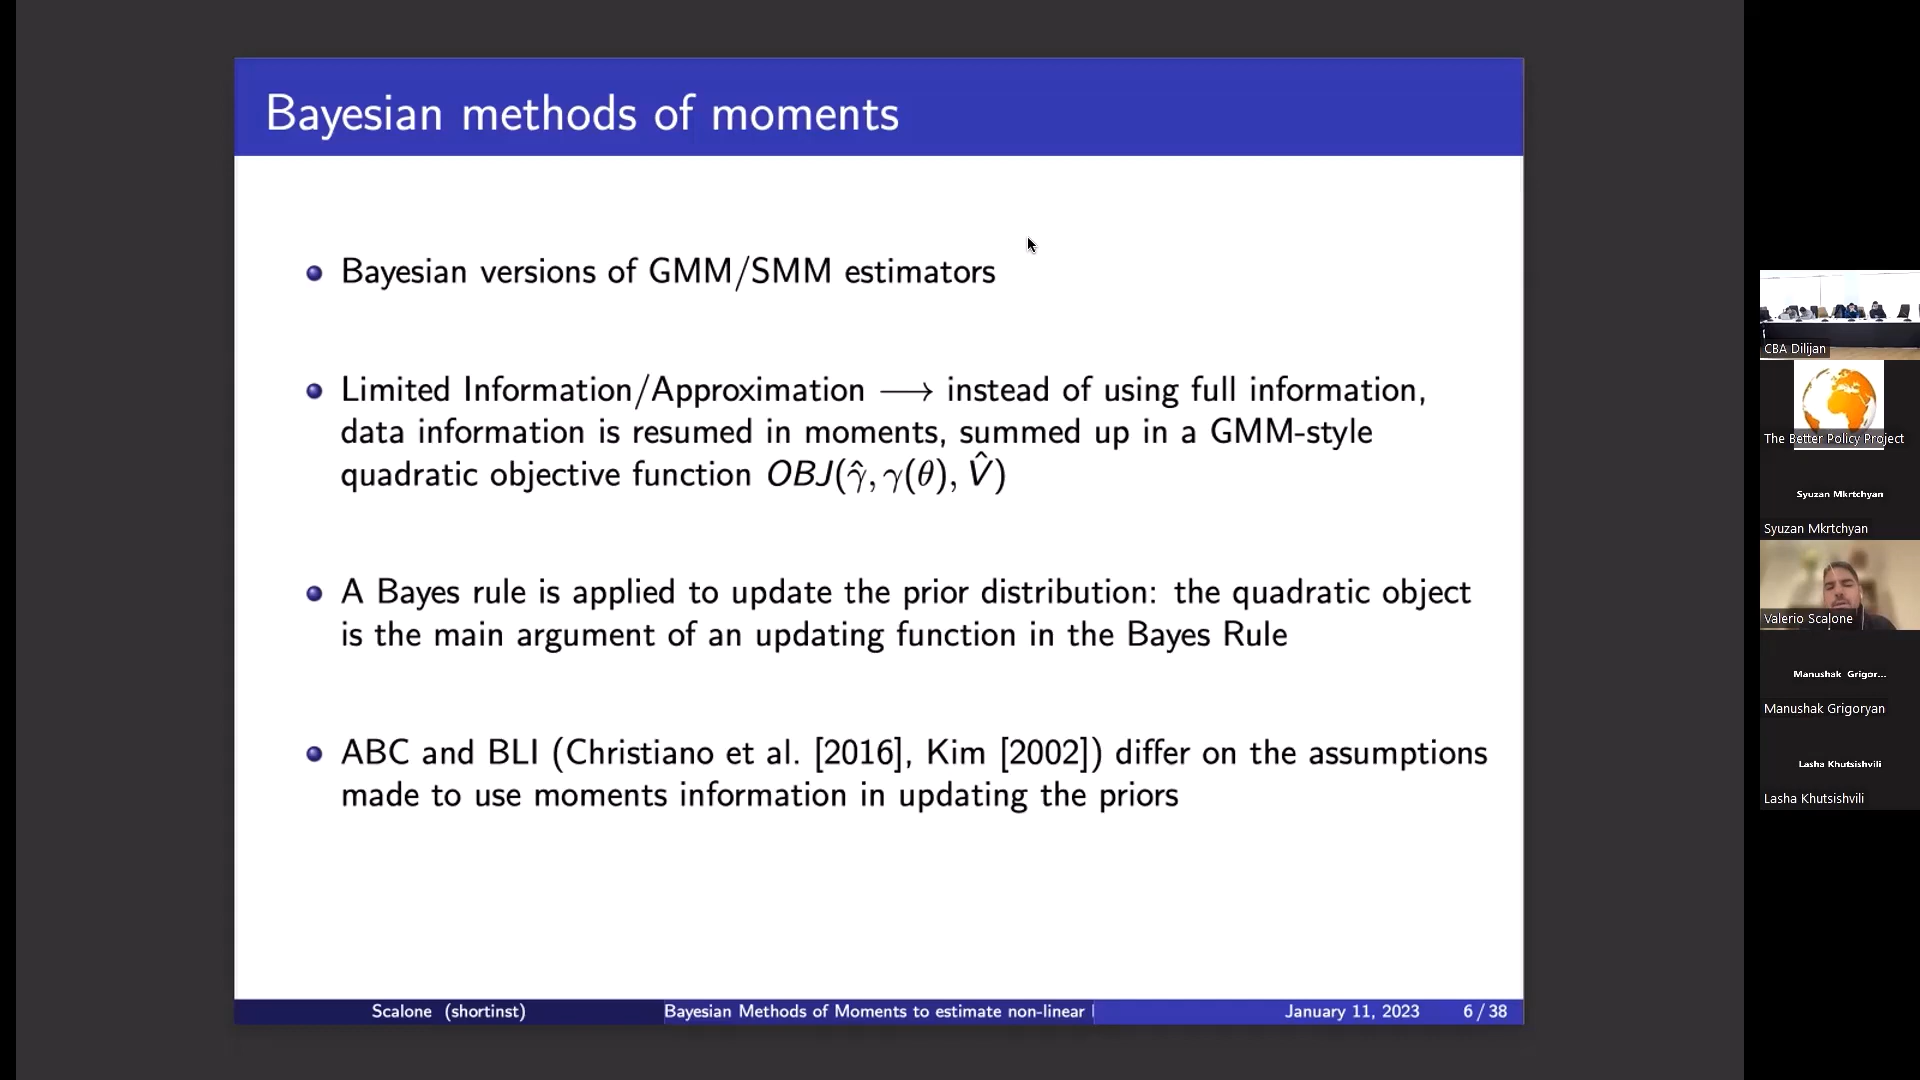 Bayesian methods of moments
Bayesian versions of GMM/SMM estimators
Limited Information/Approximation ⟶ instead of using full information,
data information is resumed in moments, summed up in a GMM-style
quadratic objective function OBJ(γ̂, γ(θ), V̂)
A Bayes rule is applied to update the prior distribution: the quadratic object
is the main argument of an updating function in the Bayes Rule
ABC and BLI (Christiano et al. [2016], Kim [2002]) differ on the assumptions
made to use moments information in updating the priors
Scalone (shortinst)
Bayesian Methods of Moments to estimate non-linear
January 11, 2023
6 / 38
CBA Dilijan
The Better Policy Project
Syuzan Mkrtchyan
Syuzan Mkrtchyan
Valerio Scalone
Manushak Grigor...
Manushak Grigoryan
Lasha Khutsishvili
Lasha Khutsishvili